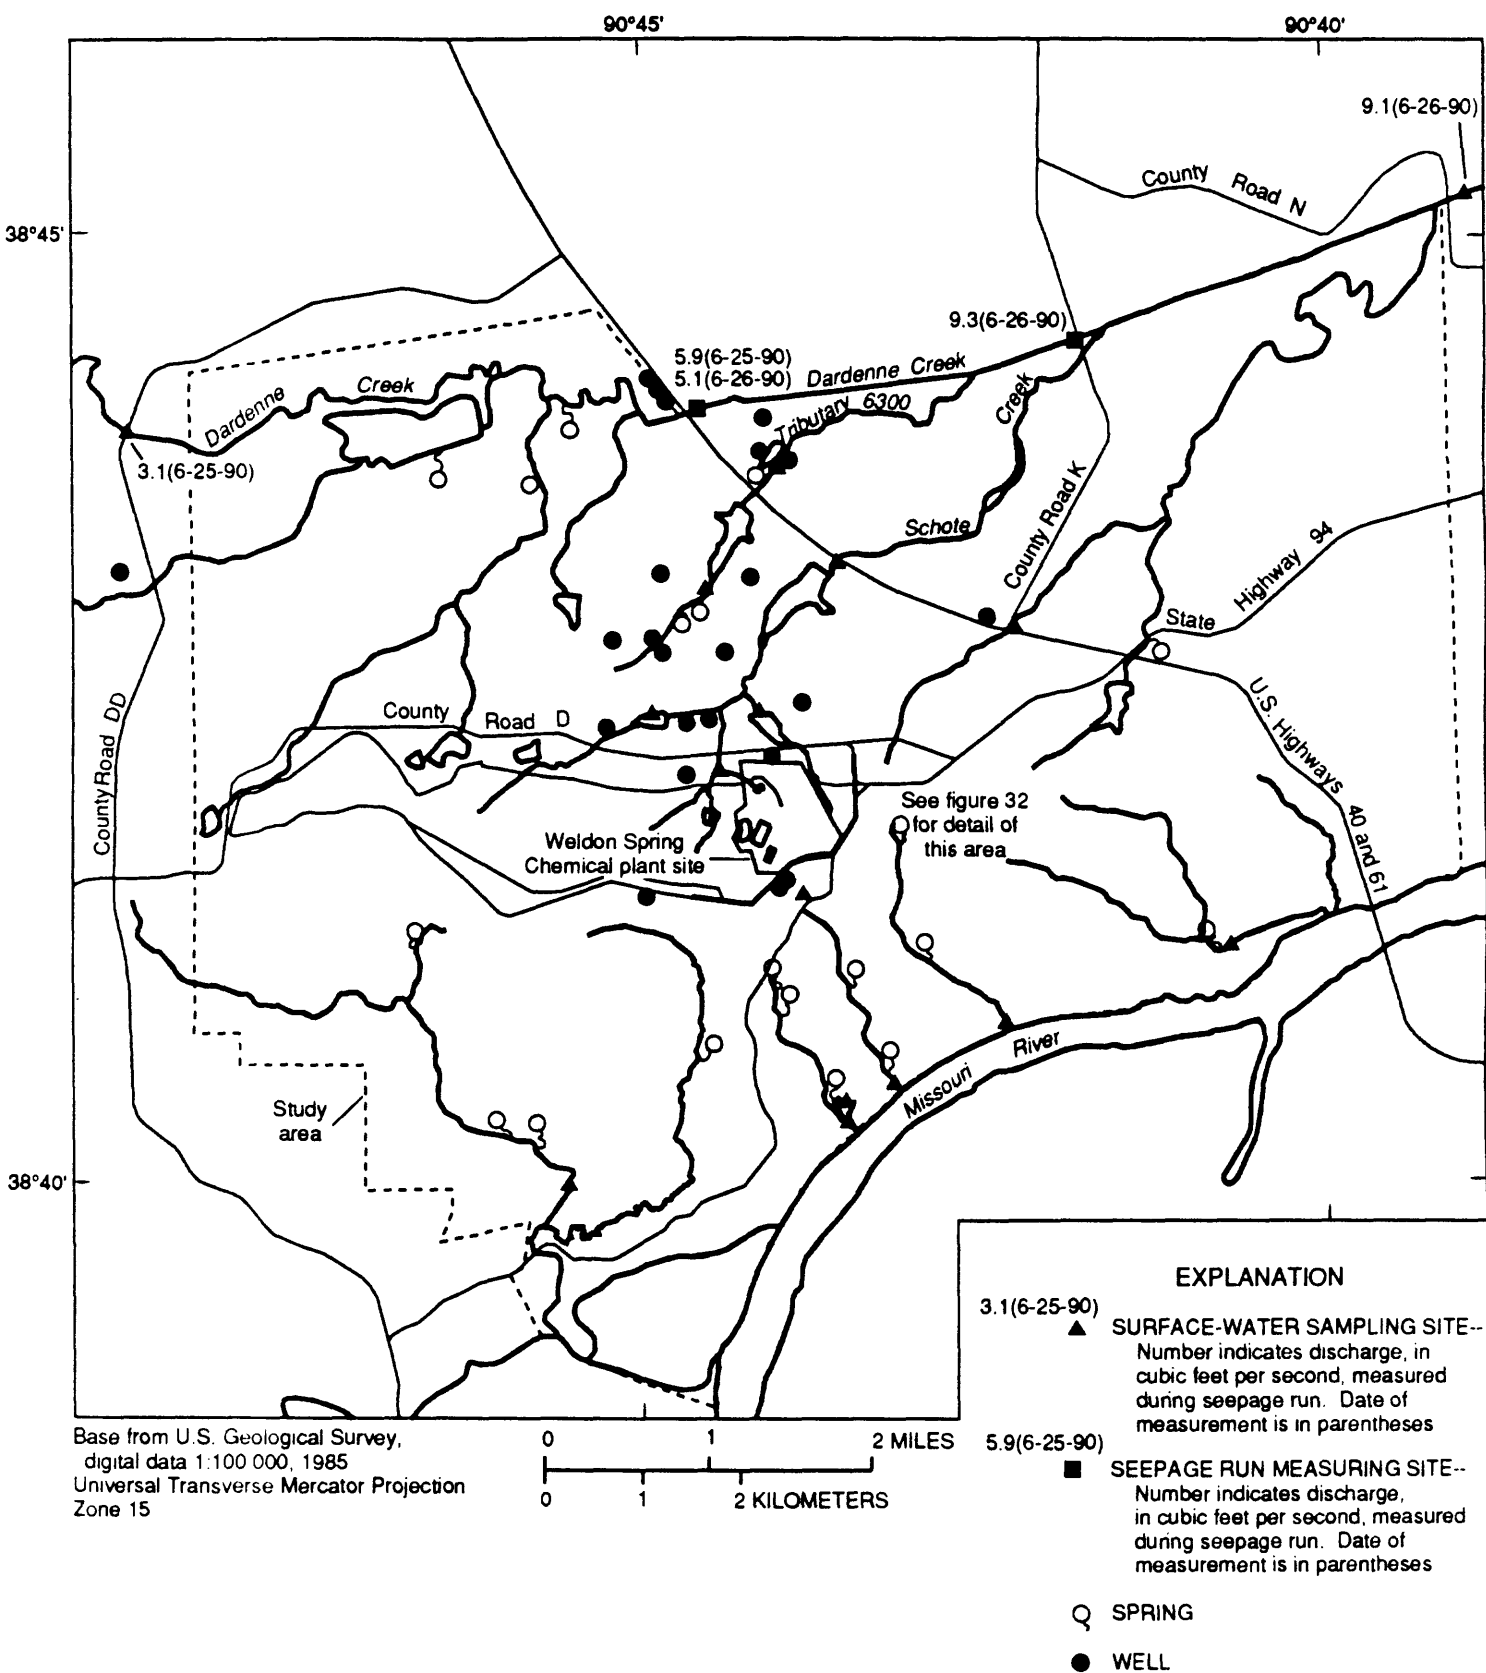 90°45'
90°40'
9.1(6-26-90)
County Road N
38°45'
9.3(6-26-90)
5.9(6-25-90)
5.1(6-26-90)
Dardenne Creek
Dardenne Creek
Tributary 6300
Creek
3.1(6-25-90)
County Road K
Schote
State Highway 94
County Road DD
County Road D
U.S. Highways 40 and 61
See figure 32
for detail of
this area
Weldon Spring
Chemical plant site
Missouri River
Study
area
38°40'
EXPLANATION
3.1(6-25-90)
SURFACE-WATER SAMPLING SITE--
Number indicates discharge, in
cubic feet per second, measured
during seepage run. Date of
measurement is in parentheses
5.9(6-25-90)
SEEPAGE RUN MEASURING SITE--
Number indicates discharge,
in cubic feet per second, measured
during seepage run. Date of
measurement is in parentheses
SPRING
WELL
Base from U.S. Geological Survey,
digital data 1:100 000, 1985
Universal Transverse Mercator Projection
Zone 15
0 1 2 MILES
0 1 2 KILOMETERS